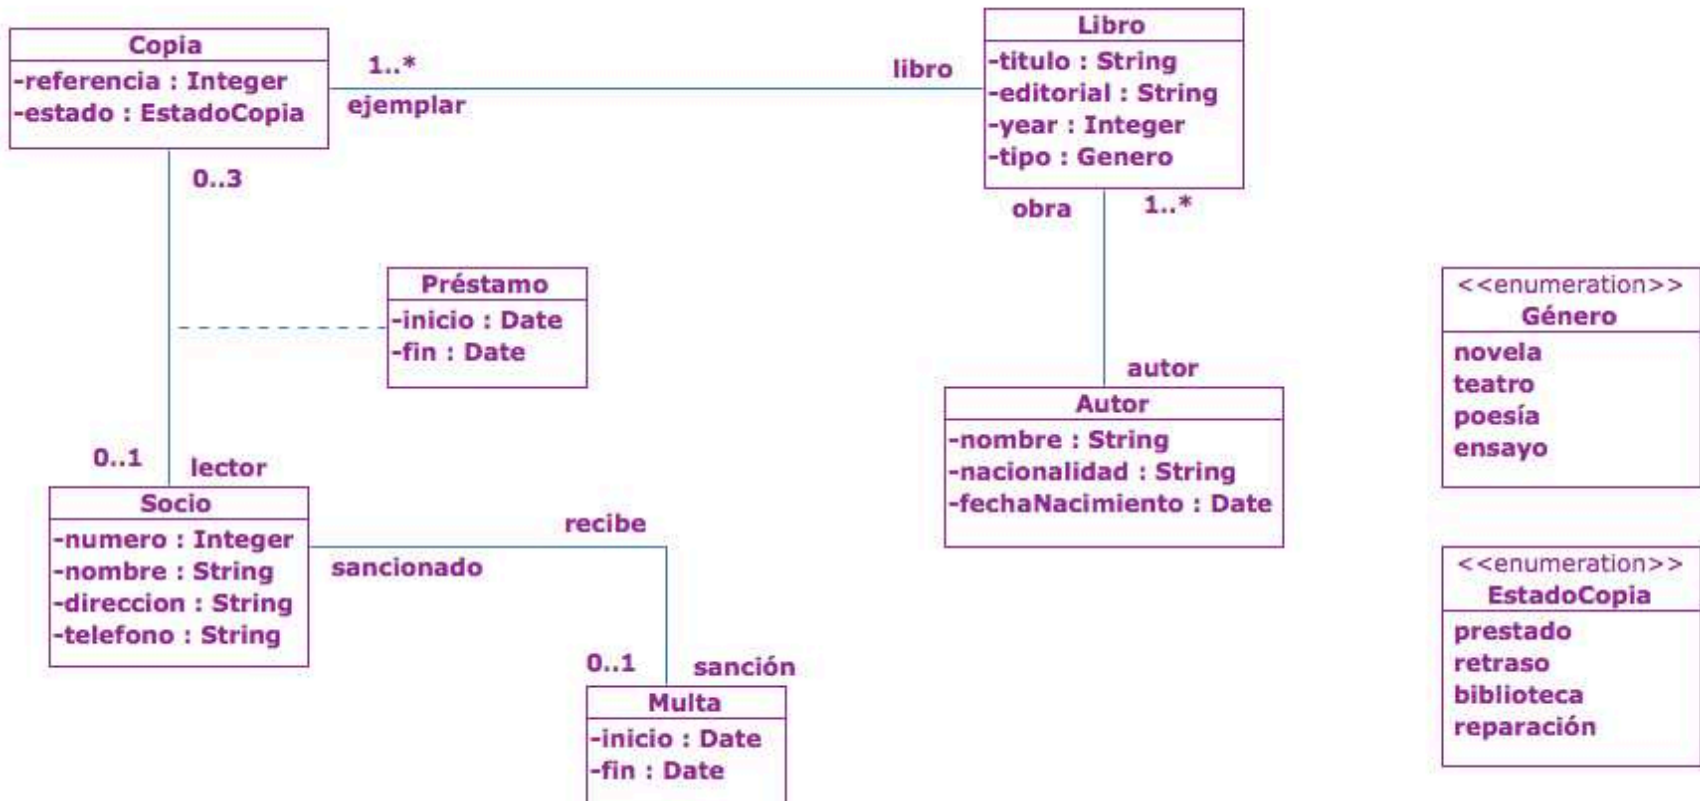 Copia
-referencia : Integer
-estado : EstadoCopia
1..*
ejemplar
libro
Libro
-titulo : String
-editorial : String
-year : Integer
-tipo : Genero
0..3
obra
1..*
Préstamo
-inicio : Date
-fin : Date
autor
Autor
-nombre : String
-nacionalidad : String
-fechaNacimiento : Date
<<enumeration>>
Género
novela
teatro
poesía
ensayo
0..1
lector
Socio
-numero : Integer
-nombre : String
-direccion : String
-telefono : String
recibe
sancionado
0..1
sanción
Multa
-inicio : Date
-fin : Date
<<enumeration>>
EstadoCopia
prestado
retraso
biblioteca
reparación